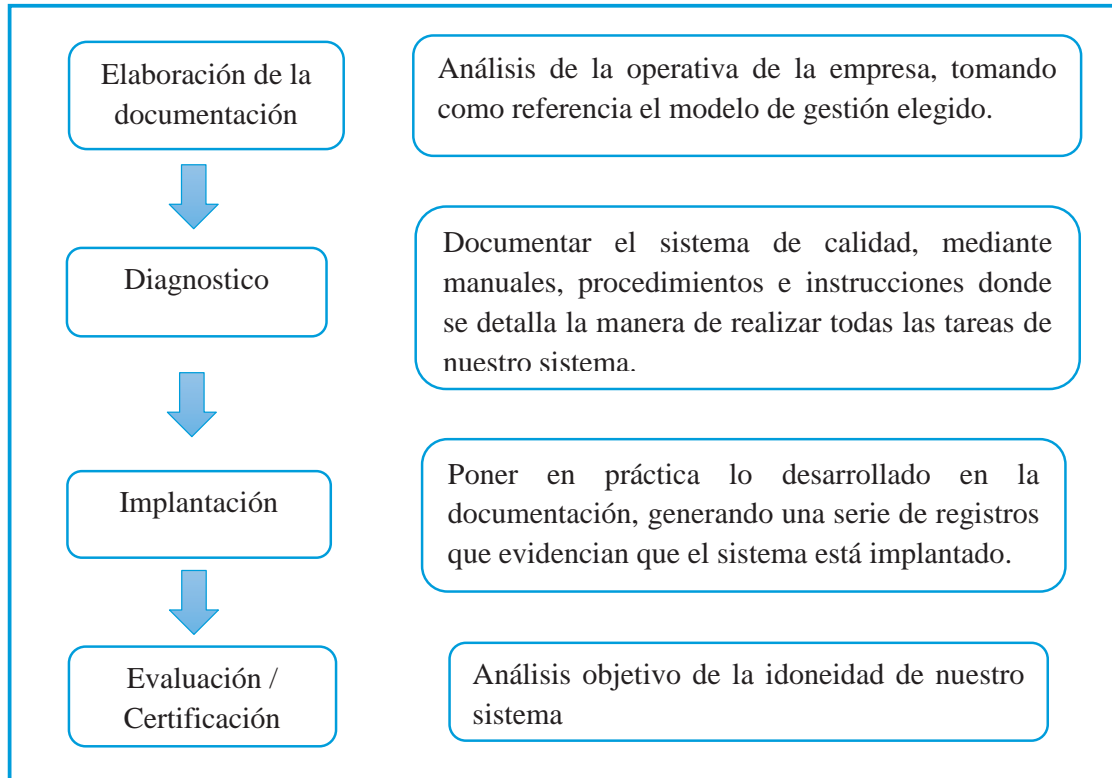 Elaboración de la
documentación
Análisis de la operativa de la empresa, tomando
como referencia el modelo de gestión elegido.
Diagnostico
Documentar el sistema de calidad, mediante
manuales, procedimientos e instrucciones donde
se detalla la manera de realizar todas las tareas de
nuestro sistema.
Implantación
Poner en práctica lo desarrollado en la
documentación, generando una serie de registros
que evidencian que el sistema está implantado.
Evaluación /
Certificación
Análisis objetivo de la idoneidad de nuestro
sistema